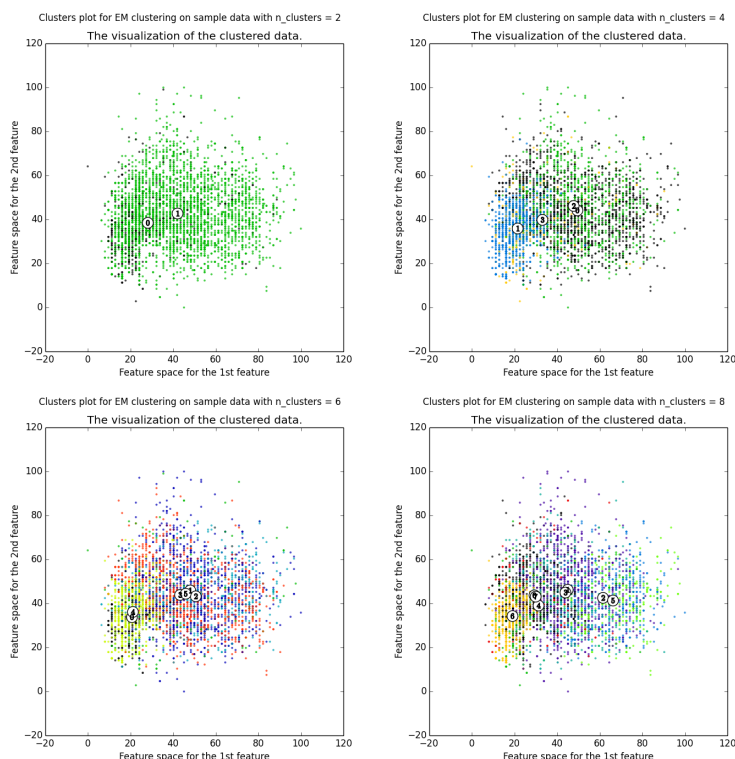 Clusters plot for EM clustering on sample data with n_clusters = 2
The visualization of the clustered data.
120
100
80
60
40
20
0
−20
Feature space for the 2nd feature
0
1
−20 0 20 40 60 80 100 120
Feature space for the 1st feature
Clusters plot for EM clustering on sample data with n_clusters = 4
The visualization of the clustered data.
120
100
80
60
40
20
0
−20
Feature space for the 2nd feature
1
3
−20 0 20 40 60 80 100 120
Feature space for the 1st feature
Clusters plot for EM clustering on sample data with n_clusters = 6
The visualization of the clustered data.
120
100
80
60
40
20
0
−20
Feature space for the 2nd feature
4
2
−20 0 20 40 60 80 100 120
Feature space for the 1st feature
Clusters plot for EM clustering on sample data with n_clusters = 8
The visualization of the clustered data.
120
100
80
60
40
20
0
−20
Feature space for the 2nd feature
4
2
5
−20 0 20 40 60 80 100 120
Feature space for the 1st feature